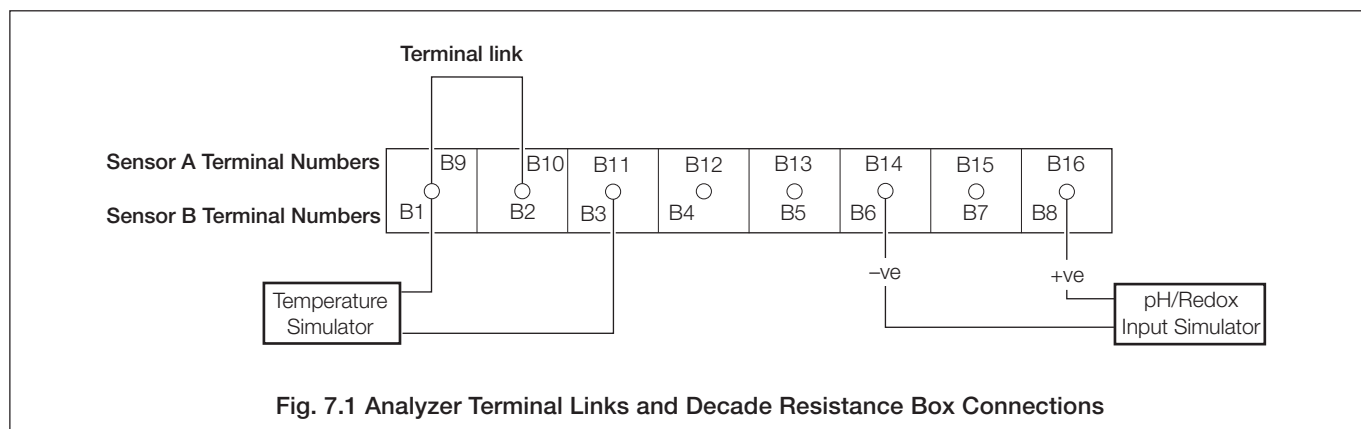 Terminal link
Sensor A Terminal Numbers
B9 B10 B11 B12 B13 B14 B15 B16
Sensor B Terminal Numbers
B1 B2 B3 B4 B5 B6 B7 B8
–ve
+ve
Temperature
Simulator
pH/Redox
Input Simulator
Fig. 7.1 Analyzer Terminal Links and Decade Resistance Box Connections